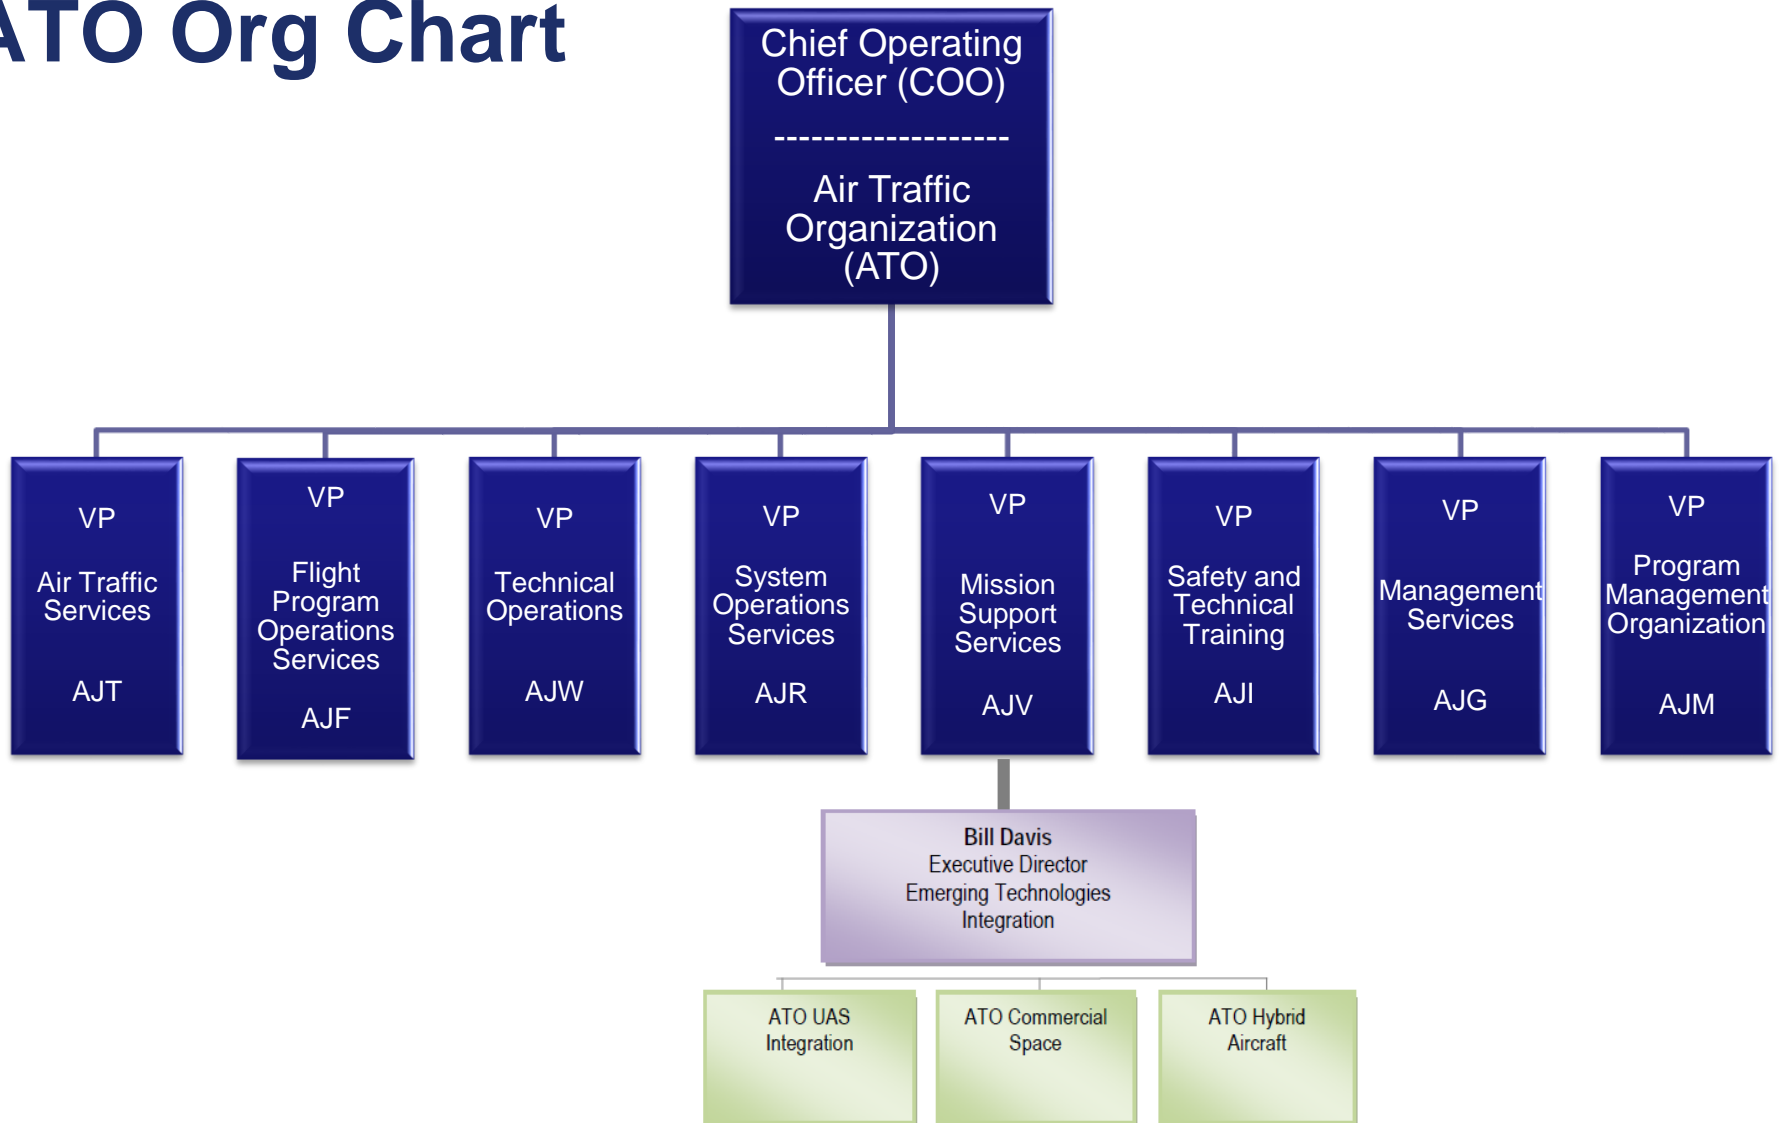 ATO Org Chart
Chief Operating
Officer (COO)
-------------------
Air Traffic
Organization
(ATO)
VP
Air Traffic
Services
AJT
VP
Flight
Program
Operations
Services
AJF
VP
Technical
Operations
AJW
VP
System
Operations
Services
AJR
VP
Mission
Support
Services
AJV
VP
Safety and
Technical
Training
AJI
VP
Management
Services
AJG
VP
Program
Management
Organization
AJM
Bill Davis
Executive Director
Emerging Technologies
Integration
ATO UAS
Integration
ATO Commercial
Space
ATO Hybrid
Aircraft